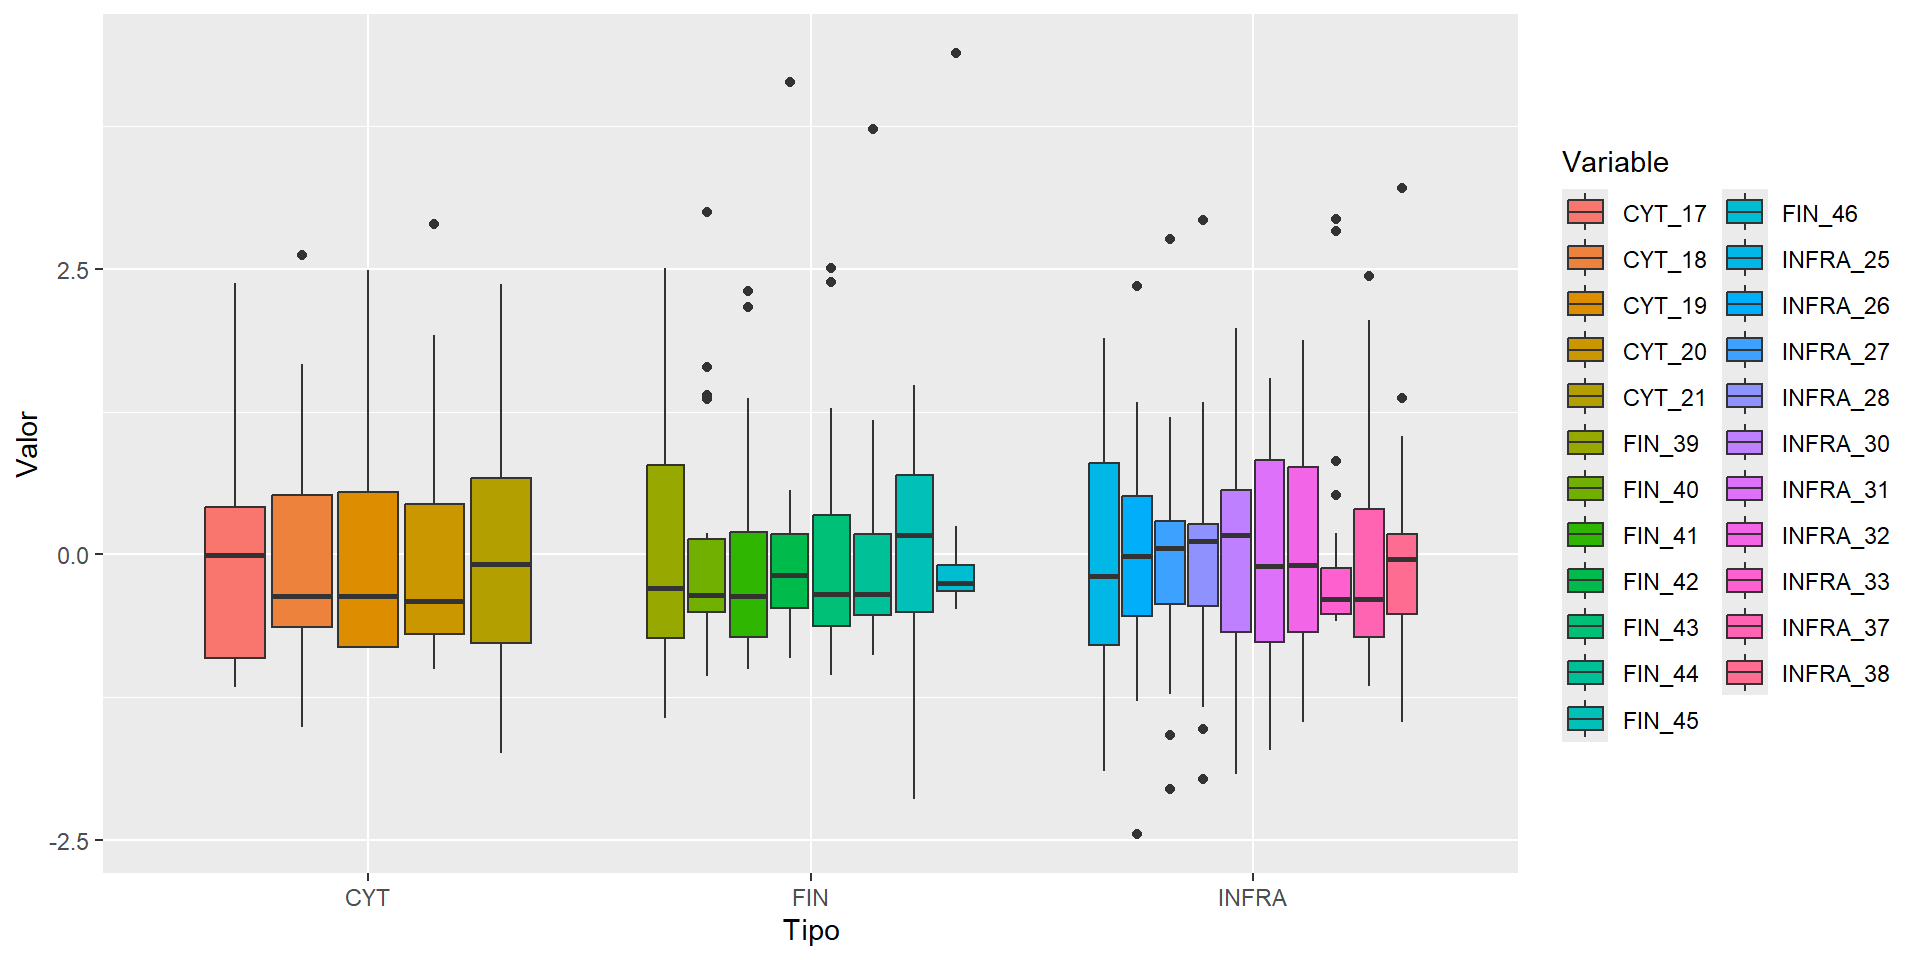 Valor
2.5
0.0
-2.5
CYT
FIN
INFRA
Tipo
Variable
CYT_17
CYT_18
CYT_19
CYT_20
CYT_21
FIN_39
FIN_40
FIN_41
FIN_42
FIN_43
FIN_44
FIN_45
FIN_46
INFRA_25
INFRA_26
INFRA_27
INFRA_28
INFRA_30
INFRA_31
INFRA_32
INFRA_33
INFRA_37
INFRA_38